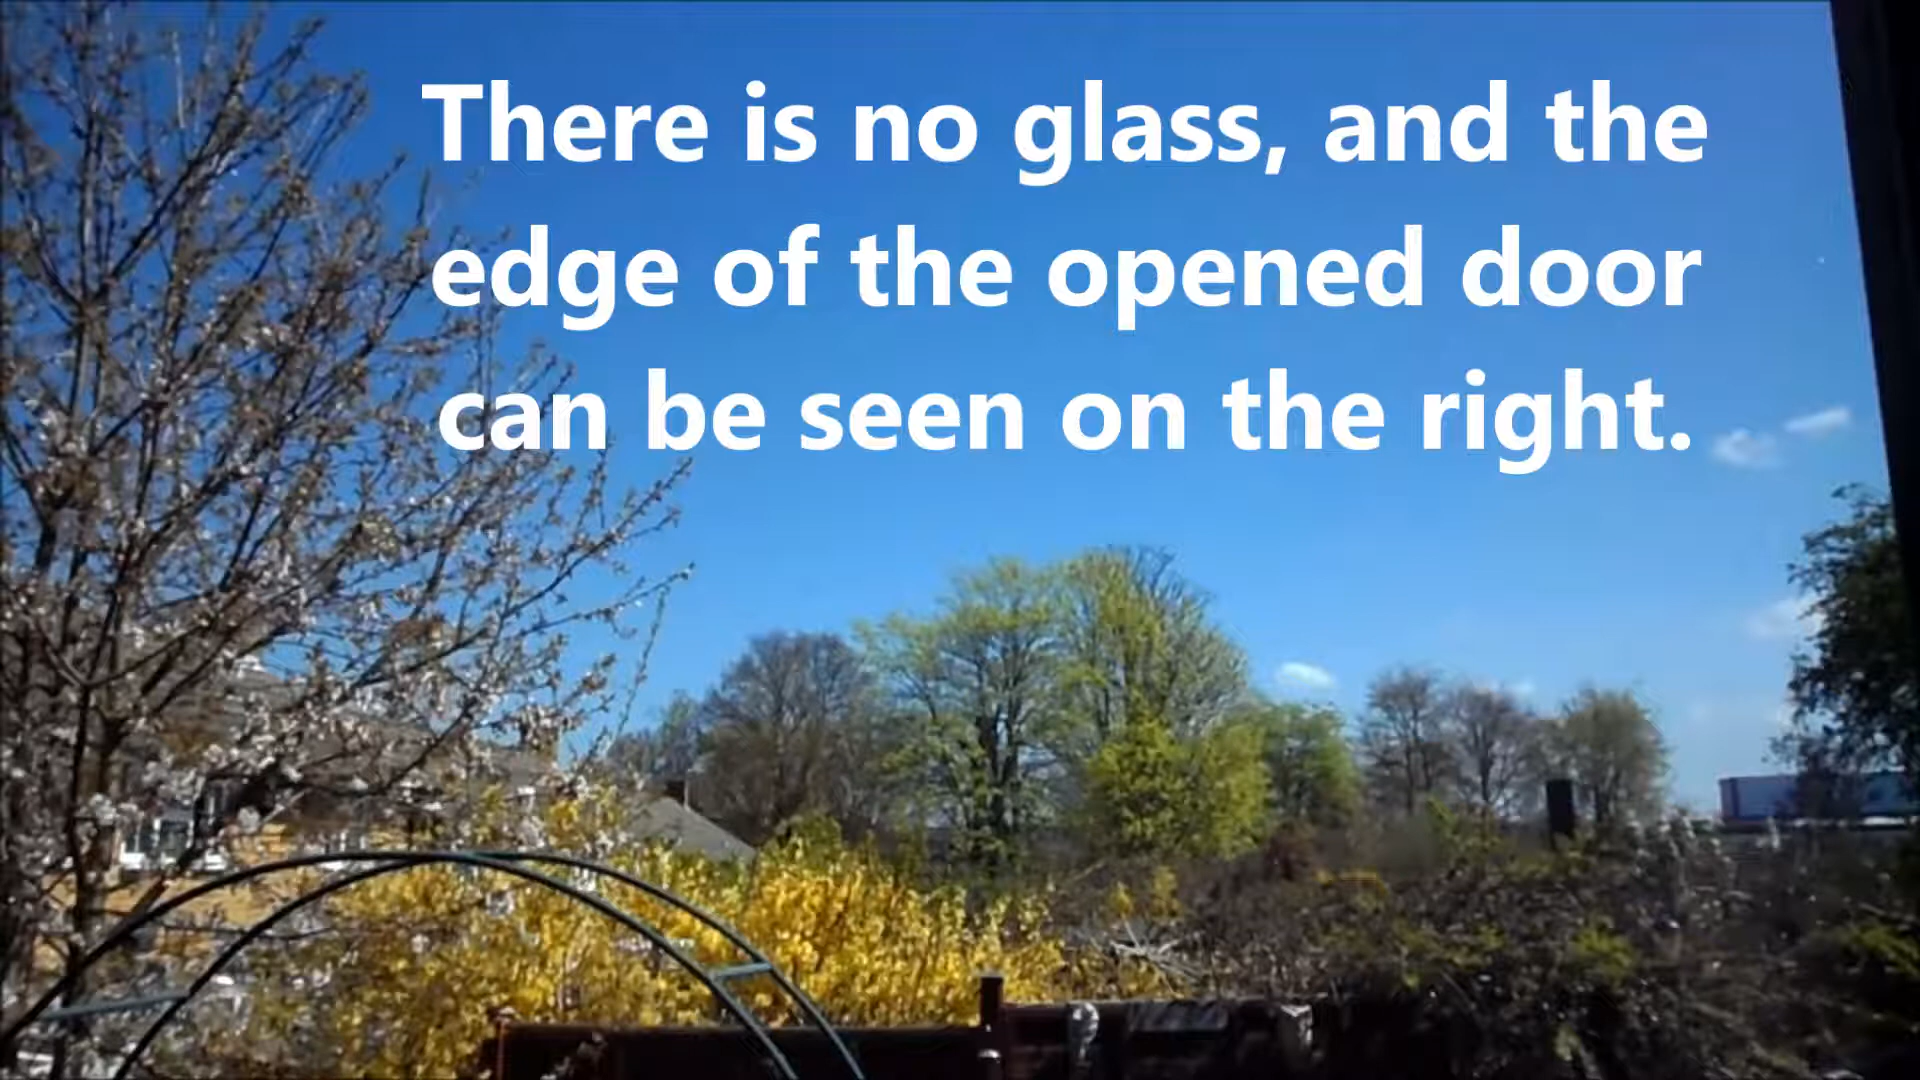 There is no glass, and the
edge of the opened door
can be seen on the right.